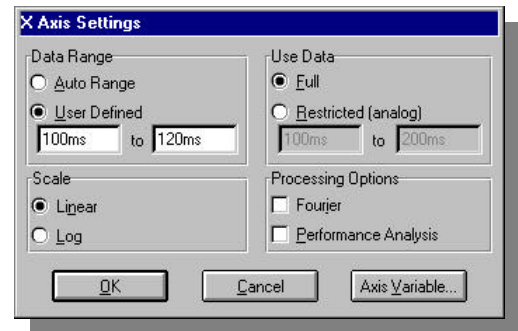 X Axis Settings
Data Range
Auto Range
User Defined
100ms to 120ms
Use Data
Full
Restricted (analog)
100ms to 200ms
Scale
Linear
Log
Processing Options
Fourier
Performance Analysis
OK
Cancel
Axis Variable...